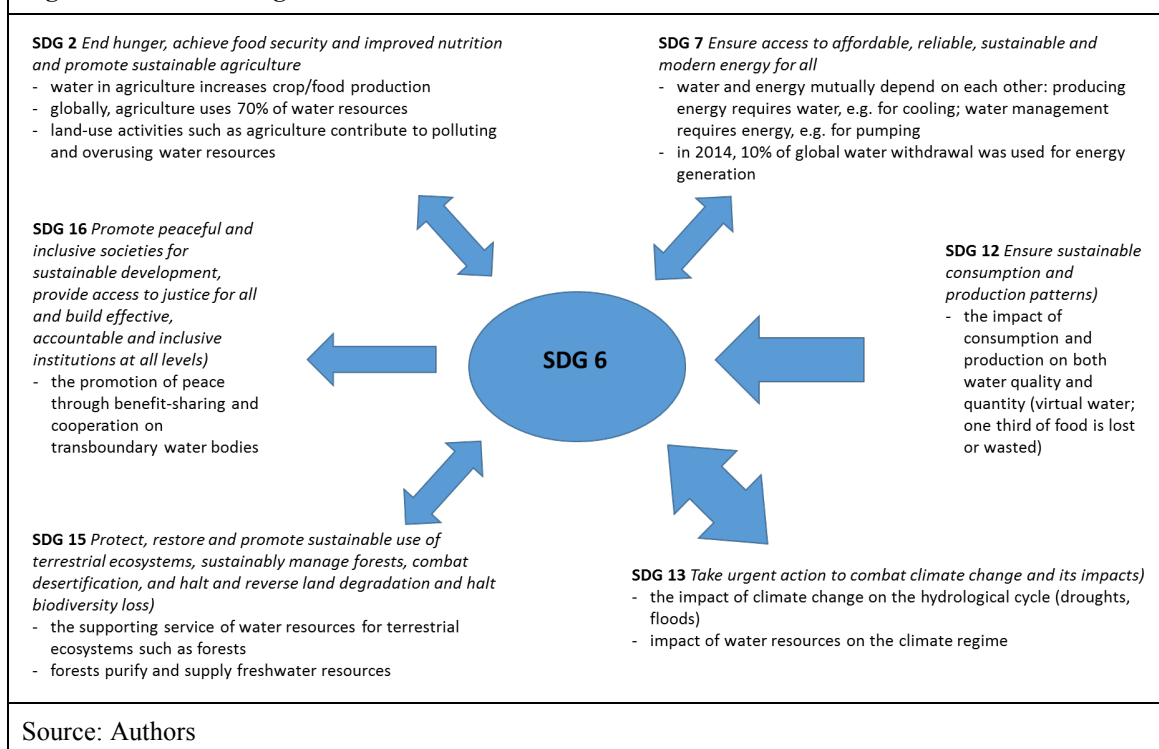 SDG 2 End hunger, achieve food security and improved nutrition
and promote sustainable agriculture
- water in agriculture increases crop/food production
- globally, agriculture uses 70% of water resources
- land-use activities such as agriculture contribute to polluting
and overusing water resources
SDG 7 Ensure access to affordable, reliable, sustainable and
modern energy for all
- water and energy mutually depend on each other: producing
energy requires water, e.g. for cooling; water management
requires energy, e.g. for pumping
- in 2014, 10% of global water withdrawal was used for energy
generation
SDG 16 Promote peaceful and
inclusive societies for
sustainable development,
provide access to justice for all
and build effective,
accountable and inclusive
institutions at all levels)
- the promotion of peace
through benefit-sharing and
cooperation on
transboundary water bodies
SDG 6
SDG 12 Ensure sustainable
consumption and
production patterns)
- the impact of
consumption and
production on both
water quality and
quantity (virtual water;
one third of food is lost
or wasted)
SDG 15 Protect, restore and promote sustainable use of
terrestrial ecosystems, sustainably manage forests, combat
desertification, and halt and reverse land degradation and halt
biodiversity loss)
- the supporting service of water resources for terrestrial
ecosystems such as forests
- forests purify and supply freshwater resources
SDG 13 Take urgent action to combat climate change and its impacts)
- the impact of climate change on the hydrological cycle (droughts,
floods)
- impact of water resources on the climate regime
Source: Authors